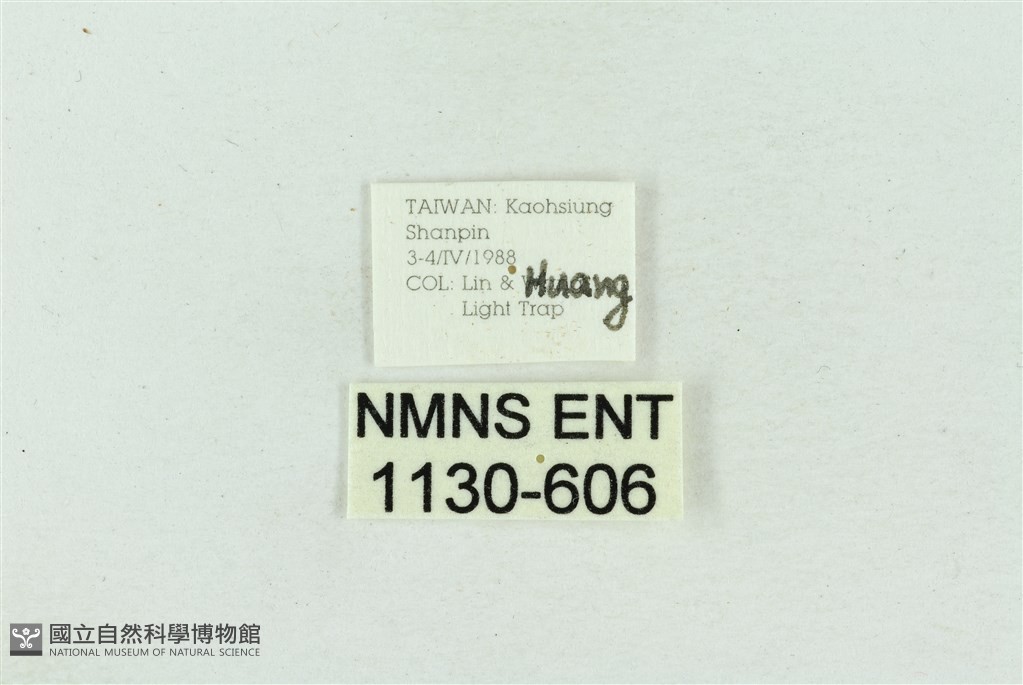 TAIWAN: Kaohsiung
Shanpin
3-4/IV/1988
COL: Lin & Huang
Light Trap
NMNS ENT
1130-606
國立自然科學博物館
NATIONAL MUSEUM OF NATURAL SCIENCE